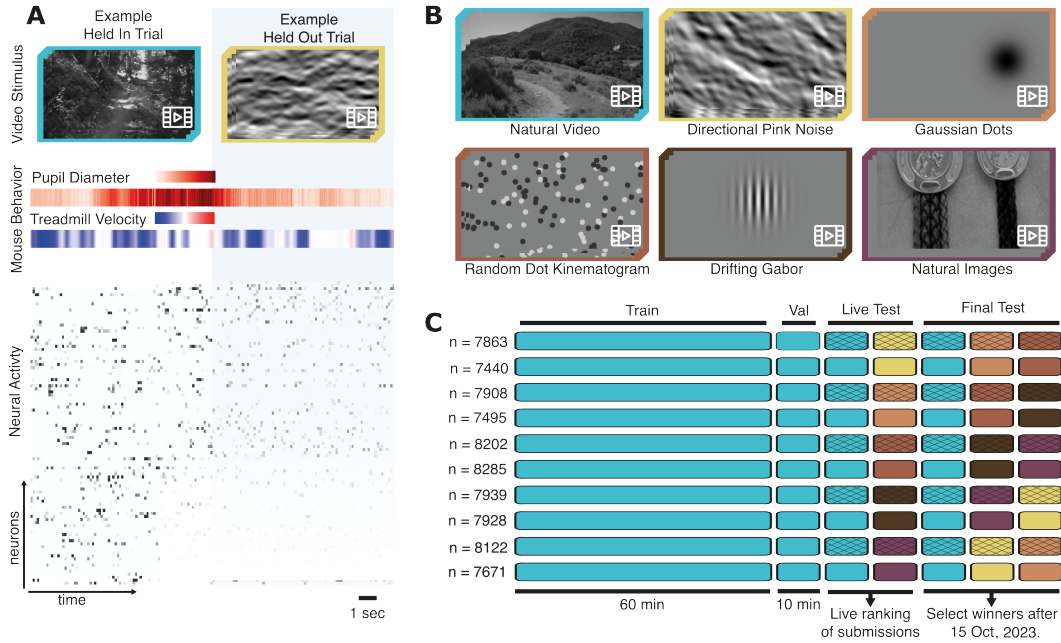 A
Example
Held In Trial
Example
Held Out Trial
Video Stimulus
Mouse Behavior
Pupil Diameter
Treadmill Velocity
Neural Activty
neurons
time
1 sec
B
Natural Video
Directional Pink Noise
Gaussian Dots
Random Dot Kinematogram
Drifting Gabor
Natural Images
C
Train
Val
Live Test
Final Test
n = 7863
n = 7440
n = 7908
n = 7495
n = 8202
n = 8285
n = 7939
n = 7928
n = 8122
n = 7671
60 min
10 min
Live ranking
of submissions
Select winners after
15 Oct, 2023.